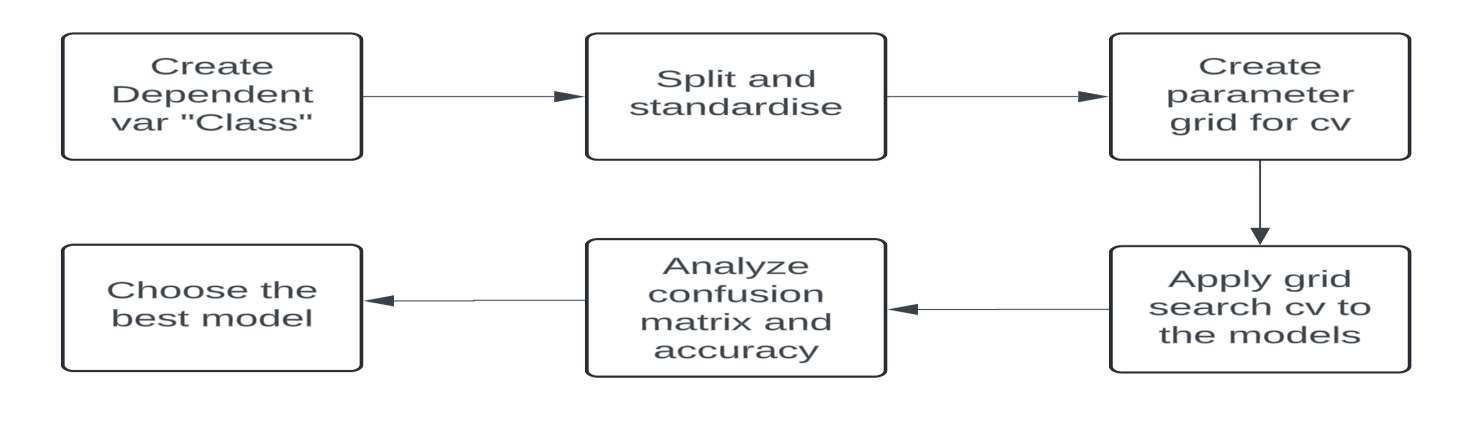 Create
Dependent
var "Class"
Split and
standardise
Create
parameter
grid for cv
Apply grid
search cv to
the models
Analyze
confusion
matrix and
accuracy
Choose the
best model